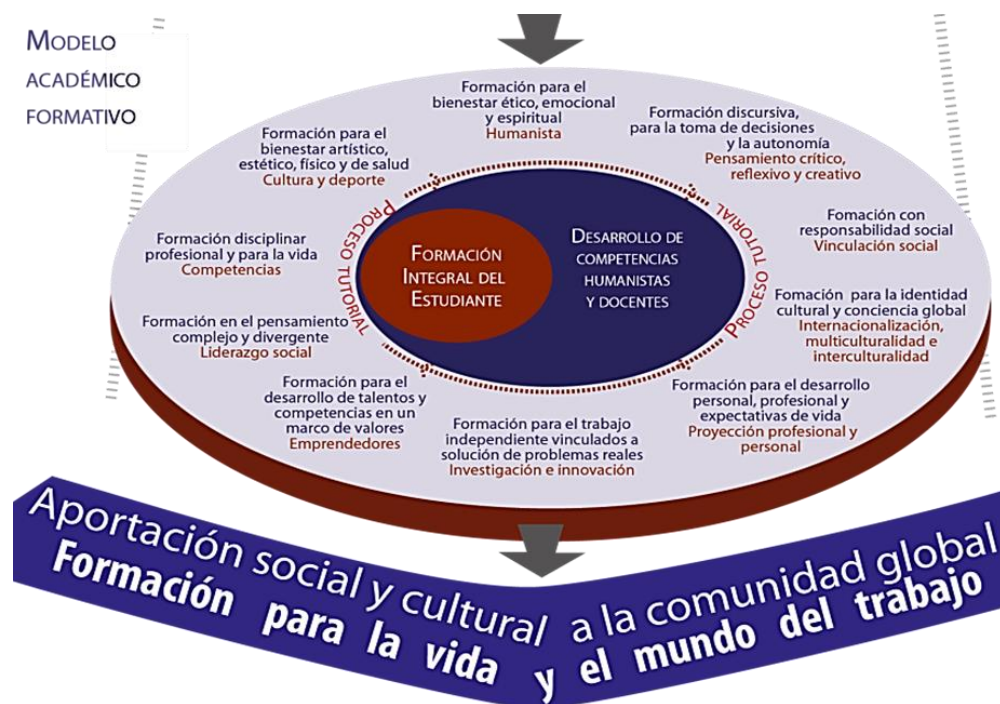 MODELO
ACADÉMICO
FORMATIVO
Formación para el
bienestar ético, emocional
y espiritual
Humanista
Formación discursiva,
para la toma de decisiones
y la autonomía
Pensamiento crítico,
reflexivo y creativo
Formación para el
bienestar artístico,
estético, físico y de salud
Cultura y deporte
Fomación con
responsabilidad social
Vinculación social
Formación disciplinar
profesional y para la vida
Competencias
PROCESO TUTORIAL
FORMACIÓN
INTEGRAL DEL
ESTUDIANTE
DESARROLLO DE
COMPETENCIAS
HUMANISTAS
Y DOCENTES
PROCESO TUTORIAL
Fomación para la identidad
cultural y conciencia global
Internacionalización,
multiculturalidad e
interculturalidad
Formación en el pensamiento
complejo y divergente
Liderazgo social
Formación para el
desarrollo de talentos y
competencias en un
marco de valores
Emprendedores
Formación para el trabajo
independiente vinculados a
solución de problemas reales
Investigación e innovación
Formación para el desarrollo
personal, profesional y
expectativas de vida
Proyección profesional y
personal
Aportación social y cultural a la comunidad global
Formación para la vida y el mundo del trabajo